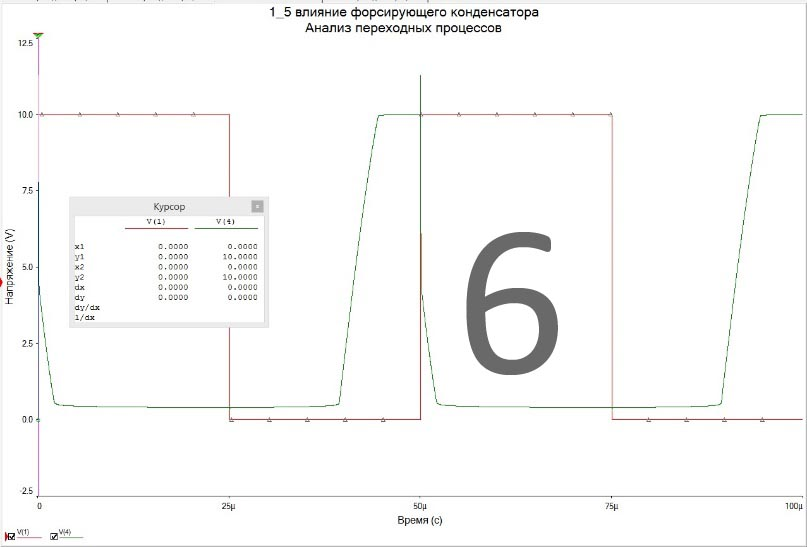 1_5 влияние форсирующего конденсатора
Анализ переходных процессов
12.5
10.0
7.5
5.0
2.5
0.0
-2.5
Напряжение (V)
Курсор
x
V(1) V(4)
x1 0.0000 0.0000
y1 0.0000 10.0000
x2 0.0000 0.0000
y2 0.0000 10.0000
dx 0.0000 0.0000
dy 0.0000 0.0000
dy/dx
1/dx
6
0 25μ 50μ 75μ 100μ
Время (с)
V(1) V(4)